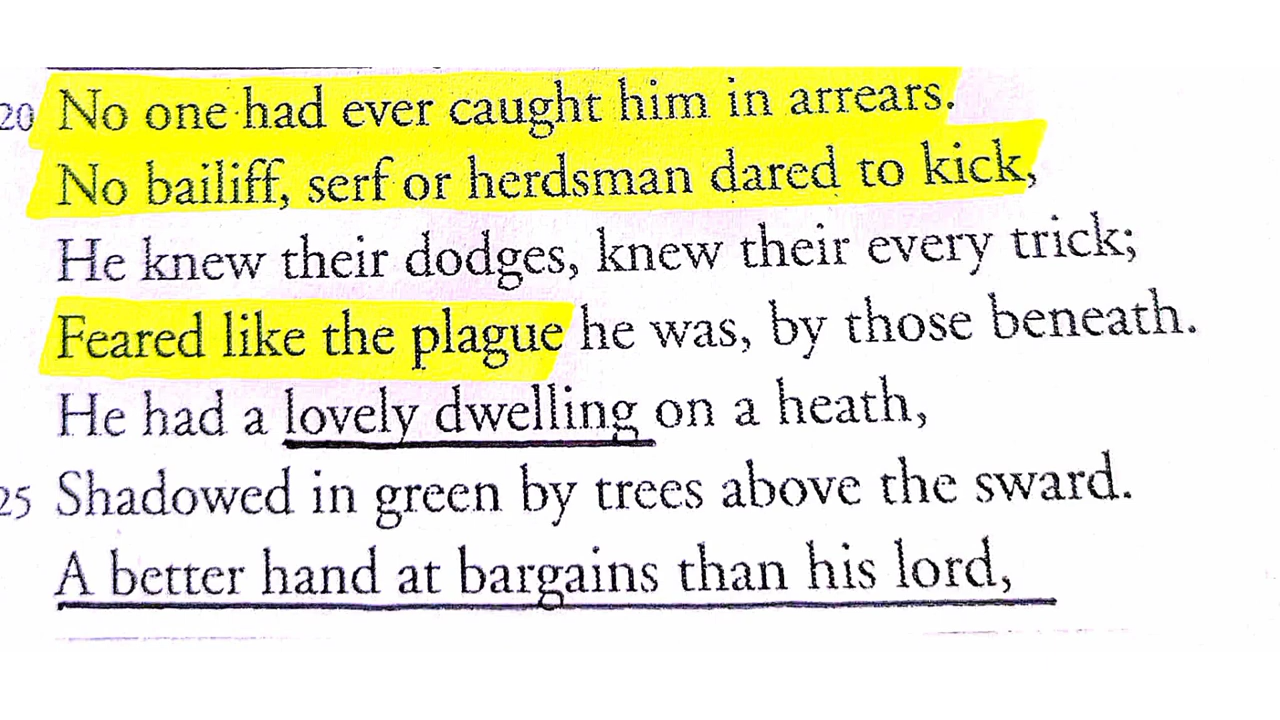 20 No one had ever caught him in arrears.
No bailiff, serf or herdsman dared to kick,
He knew their dodges, knew their every trick;
Feared like the plague he was, by those beneath.
He had a lovely dwelling on a heath,
25 Shadowed in green by trees above the sward.
A better hand at bargains than his lord,